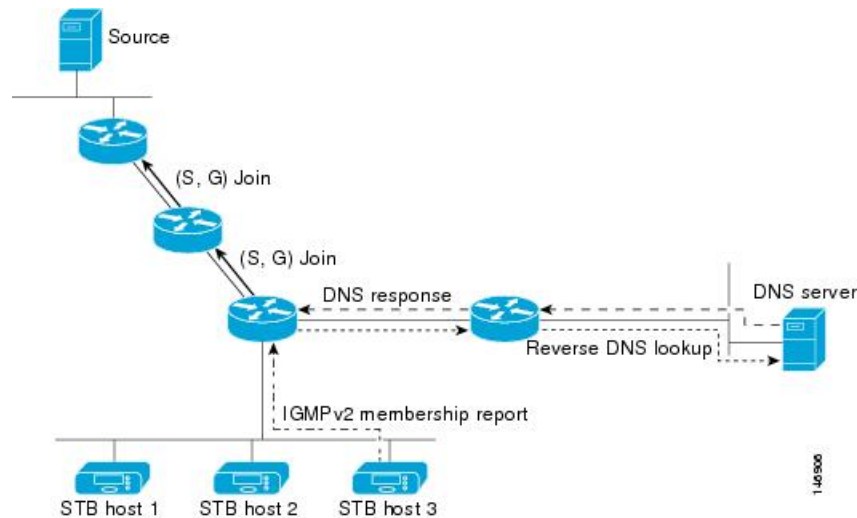 Source
(S, G) Join
(S, G) Join
DNS response
DNS server
Reverse DNS lookup
IGMPv2 membership report
STB host 1
STB host 2
STB host 3
146906